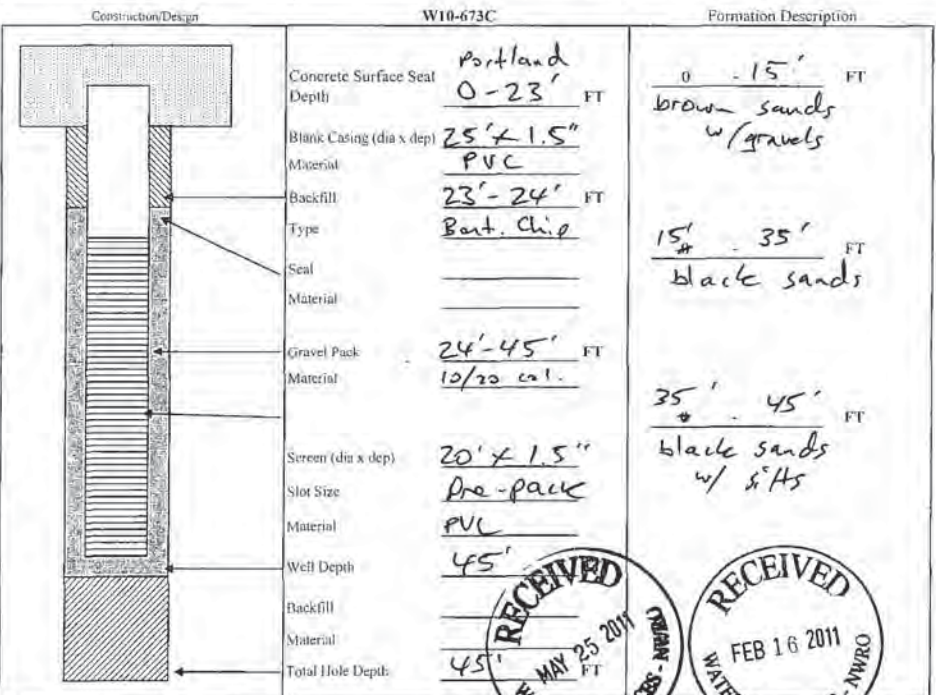 Construction/Design
W10-673C
Formation Description
Concrete Surface Seal
Portland
Depth 0-23' FT
Blank Casing (dia x dep) 25' x 1.5"
Material PVC
Backfill 23'-24' FT
Type Bent. Chip
Seal
Material
Gravel Pack 24'-45' FT
Material 10/20 col.
Screen (dia x dep) 20' x 1.5"
Slot Size Pre-pack
Material PVC
Well Depth 45'
Backfill
Material
Total Hole Depth 45' FT
0 - 15' FT
brown sands
w/gravels
15' - 35' FT
black sands
35' - 45' FT
black sands
w/ silts
RECEIVED
MAY 25 2011
RECEIVED
FEB 16 2011
NWRO